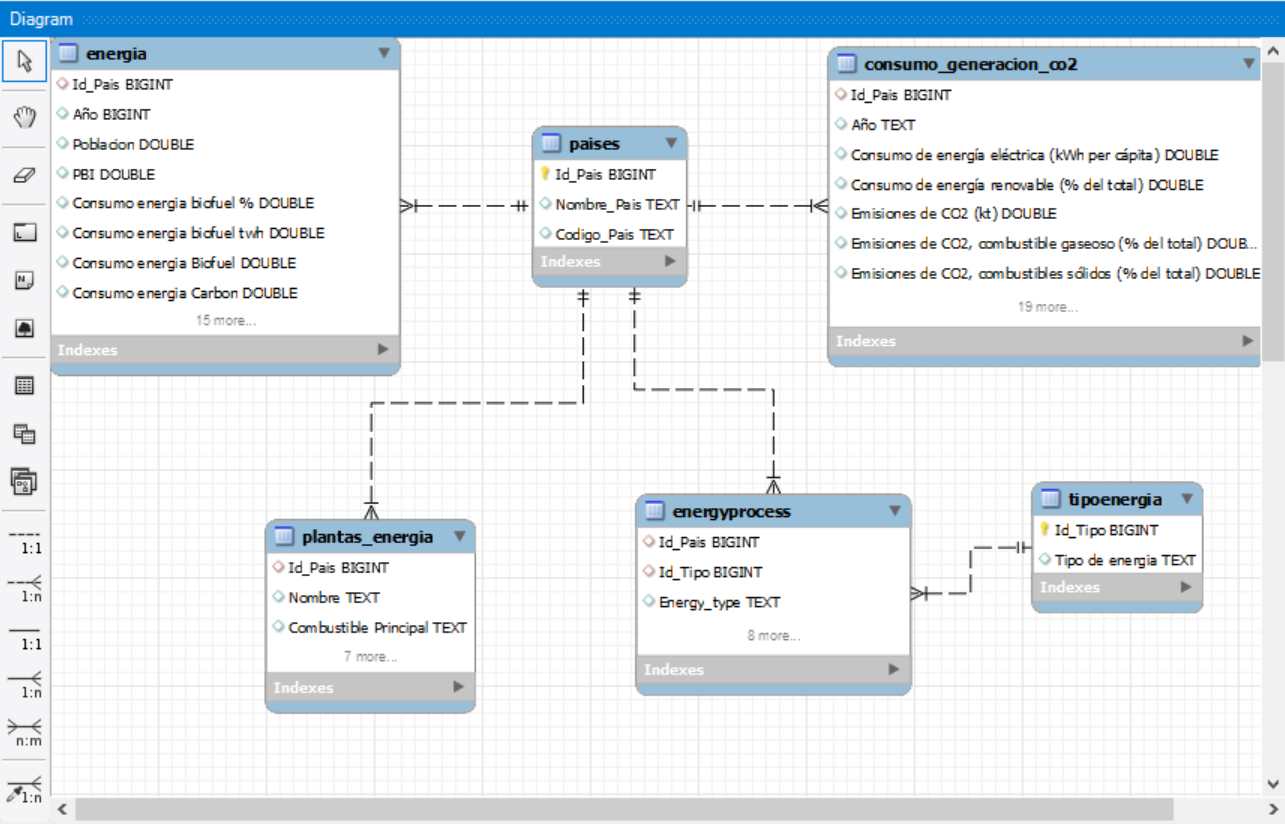 Diagram
energia
Id_Pais BIGINT
Año BIGINT
Poblacion DOUBLE
PBI DOUBLE
Consumo energia biofuel % DOUBLE
Consumo energia biofuel twh DOUBLE
Consumo energia Biofuel DOUBLE
Consumo energia Carbon DOUBLE
15 more...
Indexes
paises
Id_Pais BIGINT
Nombre_Pais TEXT
Codigo_Pais TEXT
Indexes
consumo_generacion_co2
Id_Pais BIGINT
Año TEXT
Consumo de energía eléctrica (kWh per cápita) DOUBLE
Consumo de energía renovable (% del total) DOUBLE
Emisiones de CO2 (kt) DOUBLE
Emisiones de CO2, combustible gaseoso (% del total) DOUB...
Emisiones de CO2, combustibles sólidos (% del total) DOUBLE
19 more...
Indexes
plantas_energia
Id_Pais BIGINT
Nombre TEXT
Combustible Principal TEXT
7 more...
Indexes
energyprocess
Id_Pais BIGINT
Id_Tipo BIGINT
Energy_type TEXT
8 more...
Indexes
tipoenergia
Id_Tipo BIGINT
Tipo de energia TEXT
Indexes
1:1
1:n
1:1
1:n
n:m
1:n